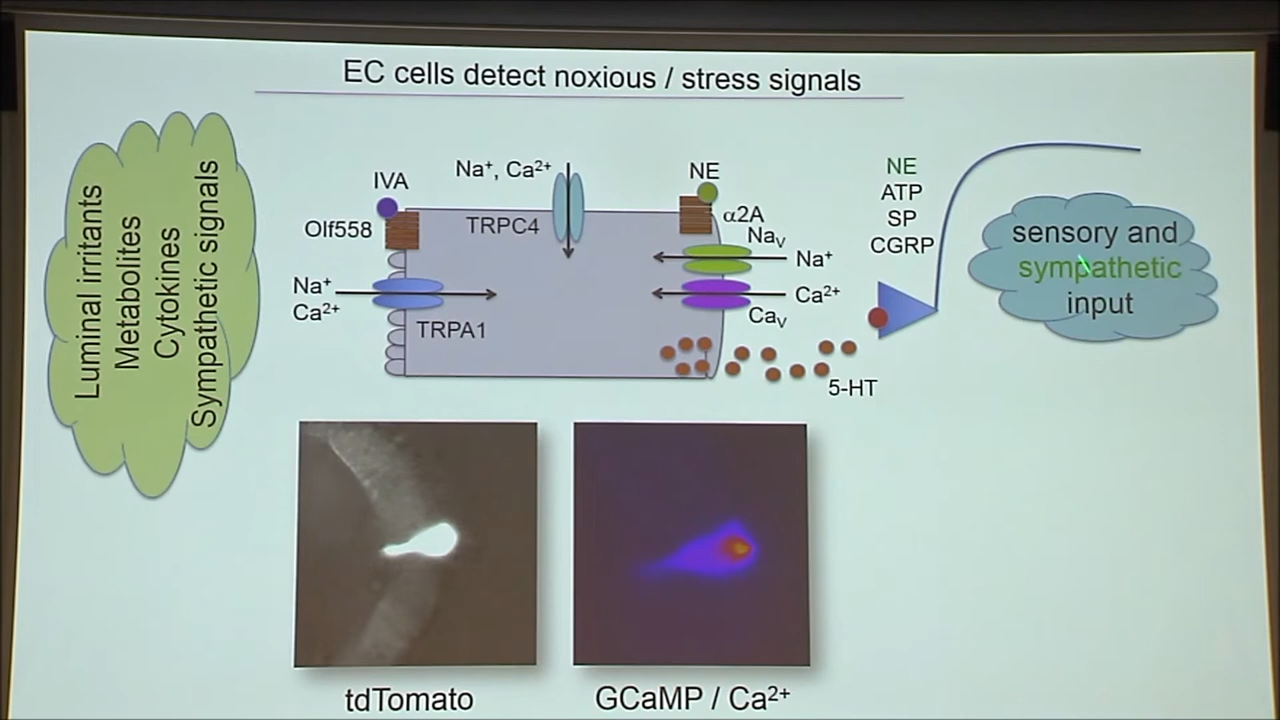 EC cells detect noxious / stress signals
Luminal irritants
Metabolites
Cytokines
Sympathetic signals
IVA
Olf558
Na⁺
Ca²⁺
TRPA1
Na⁺, Ca²⁺
TRPC4
NE
α2A
Naᵥ
Na⁺
Ca²⁺
Caᵥ
5-HT
NE
ATP
SP
CGRP
sensory and
sympathetic
input
tdTomato
GCaMP / Ca²⁺